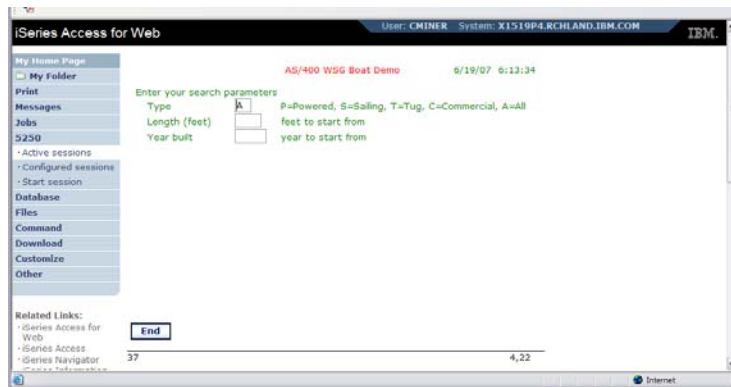 User: CMINER System: X1519P4.RCHLAND.IBM.COM
iSeries Access for Web
IBM.
My Home Page
My Folder
Print
Messages
Jobs
5250
• Active sessions
• Configured sessions
• Start session
Database
Files
Command
Download
Customize
Other
Related Links:
• iSeries Access for Web
• iSeries Access
• iSeries Navigator
AS/400 WSG Boat Demo 6/19/07 6:13:34
Enter your search parameters
Type A P=Powered, S=Sailing, T=Tug, C=Commercial, A=All
Length (feet) feet to start from
Year built year to start from
End
37 4,22
Internet